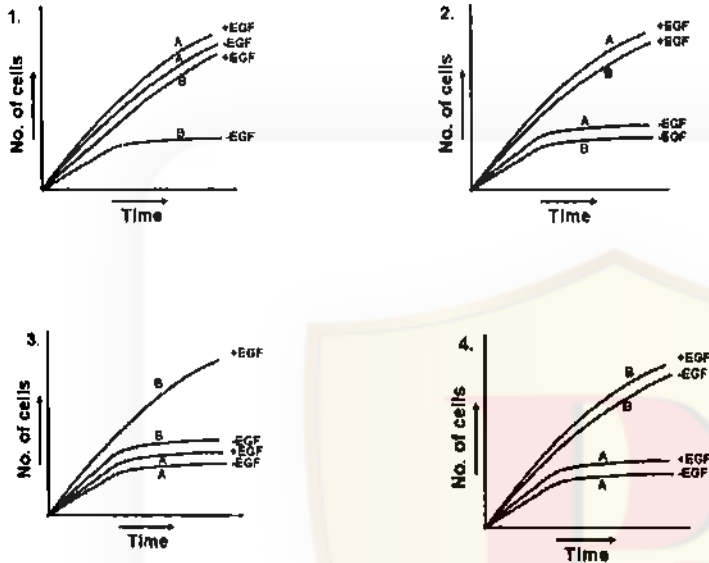 1.
A +EGF
A -EGF
+EGF
B
B -EGF
No. of cells
Time
2.
A +EGF
+EGF
B
A -EGF
B -EGF
No. of cells
Time
3.
+EGF
B
B -EGF
A +EGF
A -EGF
No. of cells
Time
4.
B +EGF
B -EGF
A +EGF
A -EGF
No. of cells
Time